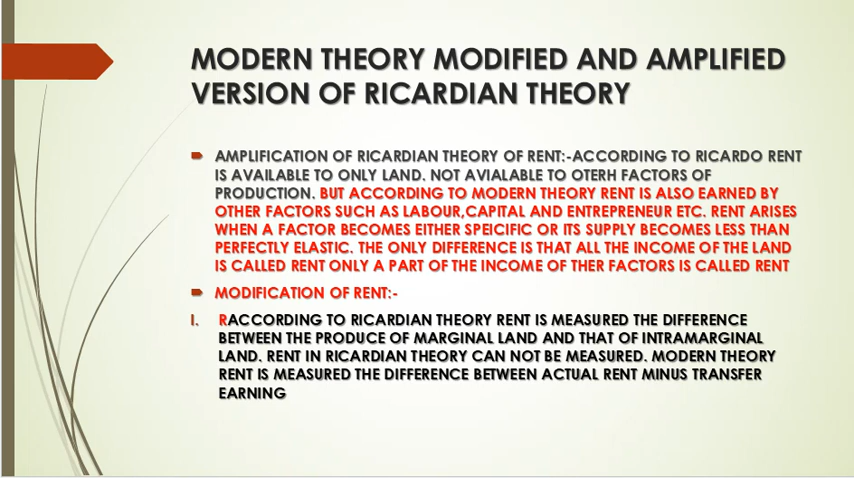 MODERN THEORY MODIFIED AND AMPLIFIED
VERSION OF RICARDIAN THEORY
AMPLIFICATION OF RICARDIAN THEORY OF RENT:-ACCORDING TO RICARDO RENT
IS AVAILABLE TO ONLY LAND. NOT AVIALABLE TO OTERH FACTORS OF
PRODUCTION. BUT ACCORDING TO MODERN THEORY RENT IS ALSO EARNED BY
OTHER FACTORS SUCH AS LABOUR,CAPITAL AND ENTREPRENEUR ETC. RENT ARISES
WHEN A FACTOR BECOMES EITHER SPEICIFIC OR ITS SUPPLY BECOMES LESS THAN
PERFECTLY ELASTIC. THE ONLY DIFFERENCE IS THAT ALL THE INCOME OF THE LAND
IS CALLED RENT ONLY A PART OF THE INCOME OF THER FACTORS IS CALLED RENT
MODIFICATION OF RENT:-
I. RACCORDING TO RICARDIAN THEORY RENT IS MEASURED THE DIFFERENCE
BETWEEN THE PRODUCE OF MARGINAL LAND AND THAT OF INTRAMARGINAL
LAND. RENT IN RICARDIAN THEORY CAN NOT BE MEASURED. MODERN THEORY
RENT IS MEASURED THE DIFFERENCE BETWEEN ACTUAL RENT MINUS TRANSFER
EARNING